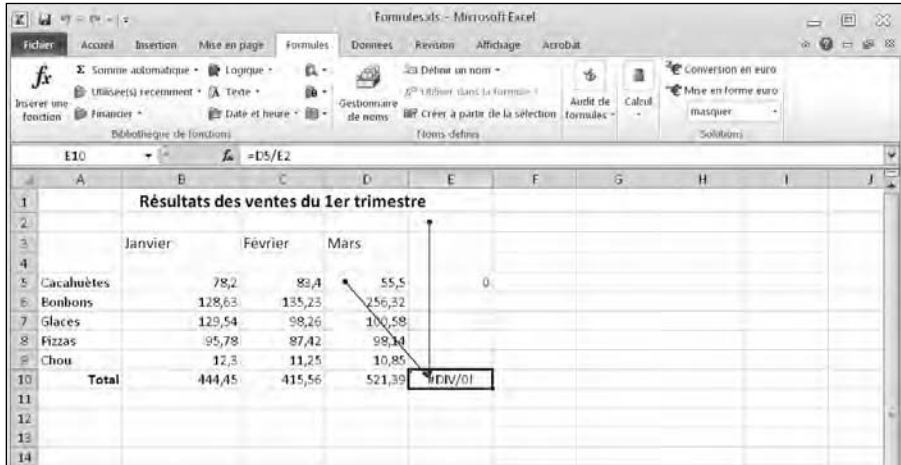 Formules.xls - Microsoft Excel
Fichier Accueil Insertion Mise en page Formules Données Révision Affichage Acrobat
Insérer une fonction
Σ Somme automatique
Utilisée(s) récemment
Financier
Logique
Texte
Date et heure
Bibliothèque de fonctions
Gestionnaire de noms
Définir un nom
Utiliser dans la formule
Créer à partir de la sélection
Noms définis
Audit de formules
Calcul
Conversion en euro
Mise en forme euro
masquer
Solutions
E10 fx =D5/E2
A B C D E F G H I J
1 Résultats des ventes du 1er trimestre
2
3 Janvier Février Mars
4
5 Cacahuètes 78,2 83,4 55,5 0
6 Bonbons 128,63 135,23 256,32
7 Glaces 129,54 98,26 100,58
8 Pizzas 95,78 87,42 98,14
9 Chou 12,3 11,25 10,85
10 Total 444,45 415,56 521,39 #DIV/0!
11
12
13
14